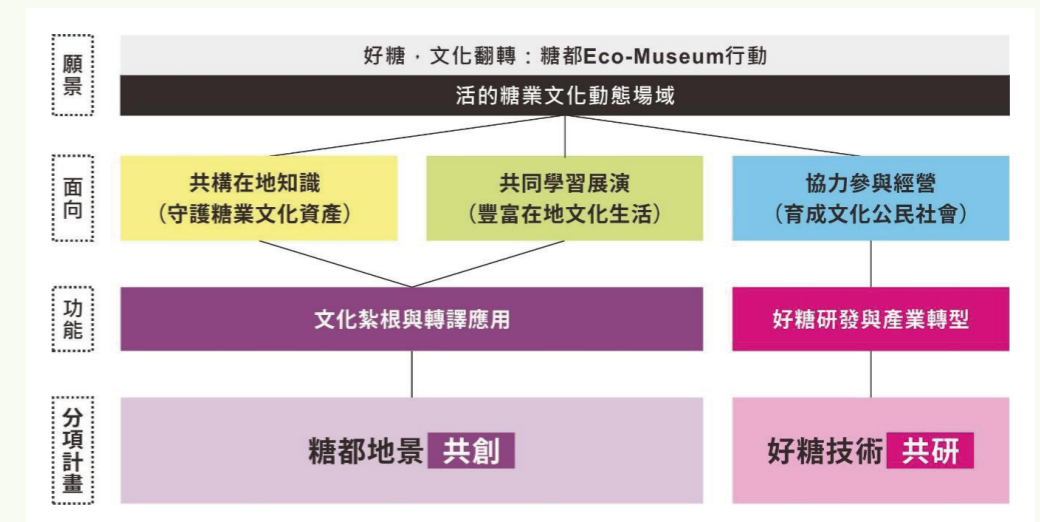 願景
好糖．文化翻轉：糖都Eco-Museum行動
活的糖業文化動態場域
面向
共構在地知識
（守護糖業文化資產）
共同學習展演
（豐富在地文化生活）
協力參與經營
（育成文化公民社會）
功能
文化紮根與轉譯應用
好糖研發與產業轉型
分項計畫
糖都地景 共創
好糖技術 共研